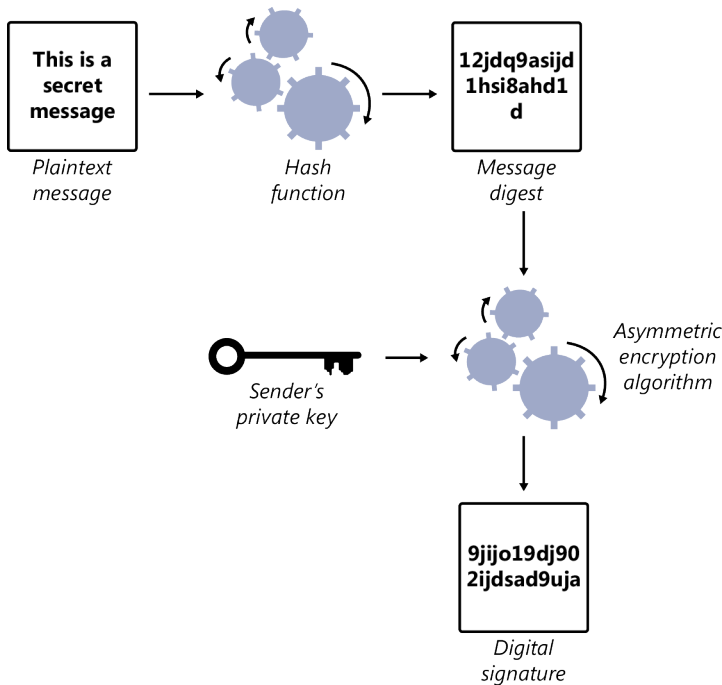 This is a
secret
message
Plaintext
message
Hash
function
12jdq9asijd
1hsi8ahd1
d
Message
digest
Sender's
private key
Asymmetric
encryption
algorithm
9jijo19dj90
2ijdsad9uja
Digital
signature